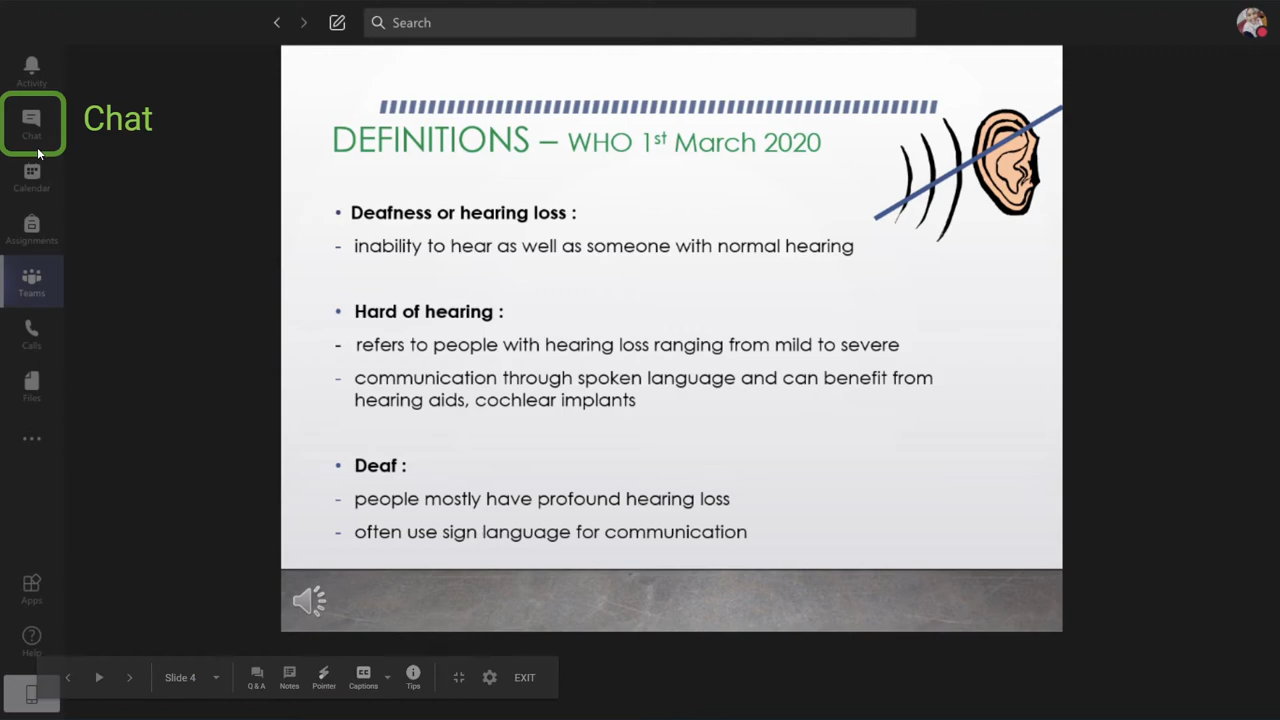 Search
Activity
Chat
Chat
Calendar
Assignments
Teams
Calls
Files
Apps
Help
DEFINITIONS – WHO 1st March 2020
• Deafness or hearing loss :
- inability to hear as well as someone with normal hearing
• Hard of hearing :
- refers to people with hearing loss ranging from mild to severe
- communication through spoken language and can benefit from
hearing aids, cochlear implants
• Deaf :
- people mostly have profound hearing loss
- often use sign language for communication
Slide 4
Q & A
Notes
Pointer
CC
Captions
Tips
EXIT